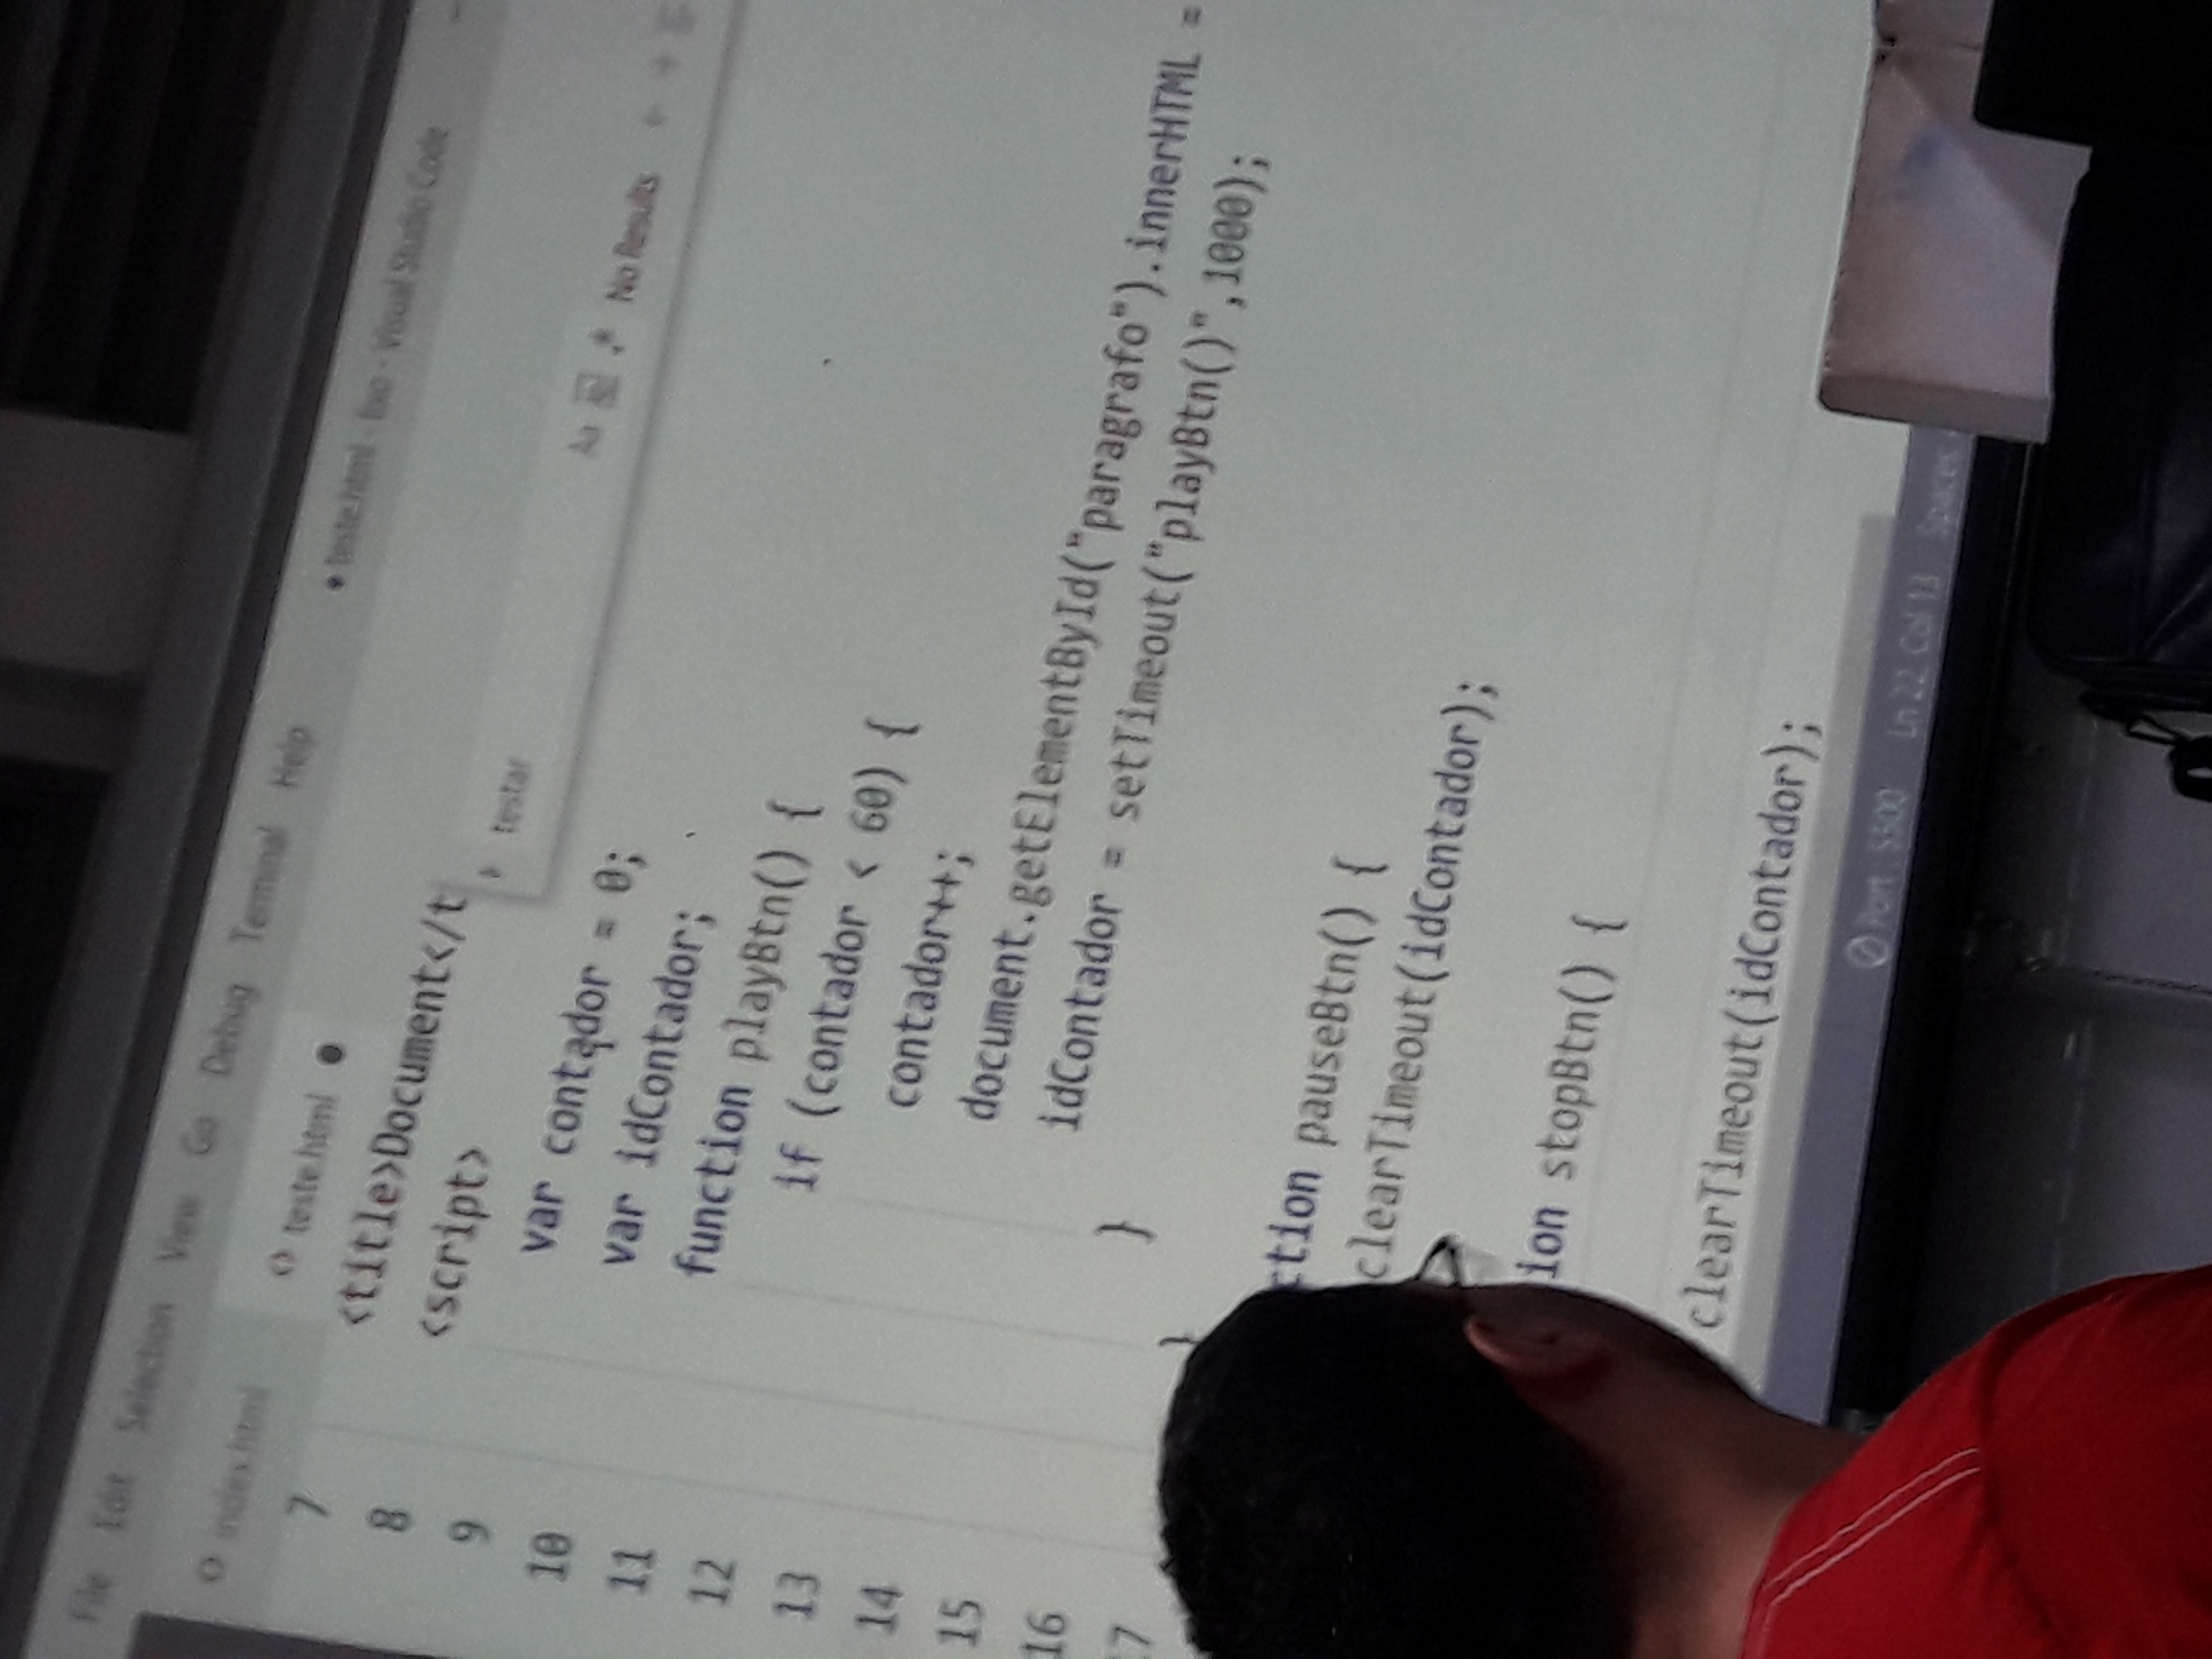 File Edit Selection View Go Debug Terminal Help
● teste.html - lixo - Visual Studio Code
index.html
teste.html ●
testar
Aa No Results
7 <title>Document</t
8 <script>
9 var contador = 0;
10 var idContador;
11 function playBtn() {
12 if (contador < 60) {
13 contador++;
14 document.getElementById("paragrafo").innerHTML =
15 idContador = setTimeout("playBtn()",1000);
16 }
17 }
ction pauseBtn() {
clearTimeout(idContador);
ion stopBtn() {
clearTimeout(idContador);
Port : 5500 Ln 22, Col 13 Spaces